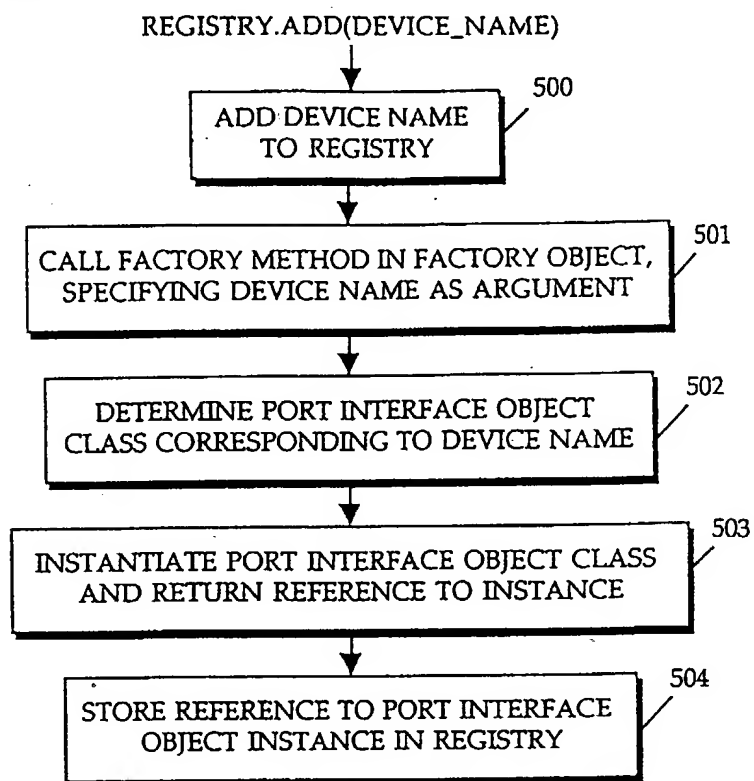 REGISTRY.ADD(DEVICE_NAME)
500
ADD DEVICE NAME
TO REGISTRY
501
CALL FACTORY METHOD IN FACTORY OBJECT,
SPECIFYING DEVICE NAME AS ARGUMENT
502
DETERMINE PORT INTERFACE OBJECT
CLASS CORRESPONDING TO DEVICE NAME
503
INSTANTIATE PORT INTERFACE OBJECT CLASS
AND RETURN REFERENCE TO INSTANCE
504
STORE REFERENCE TO PORT INTERFACE
OBJECT INSTANCE IN REGISTRY